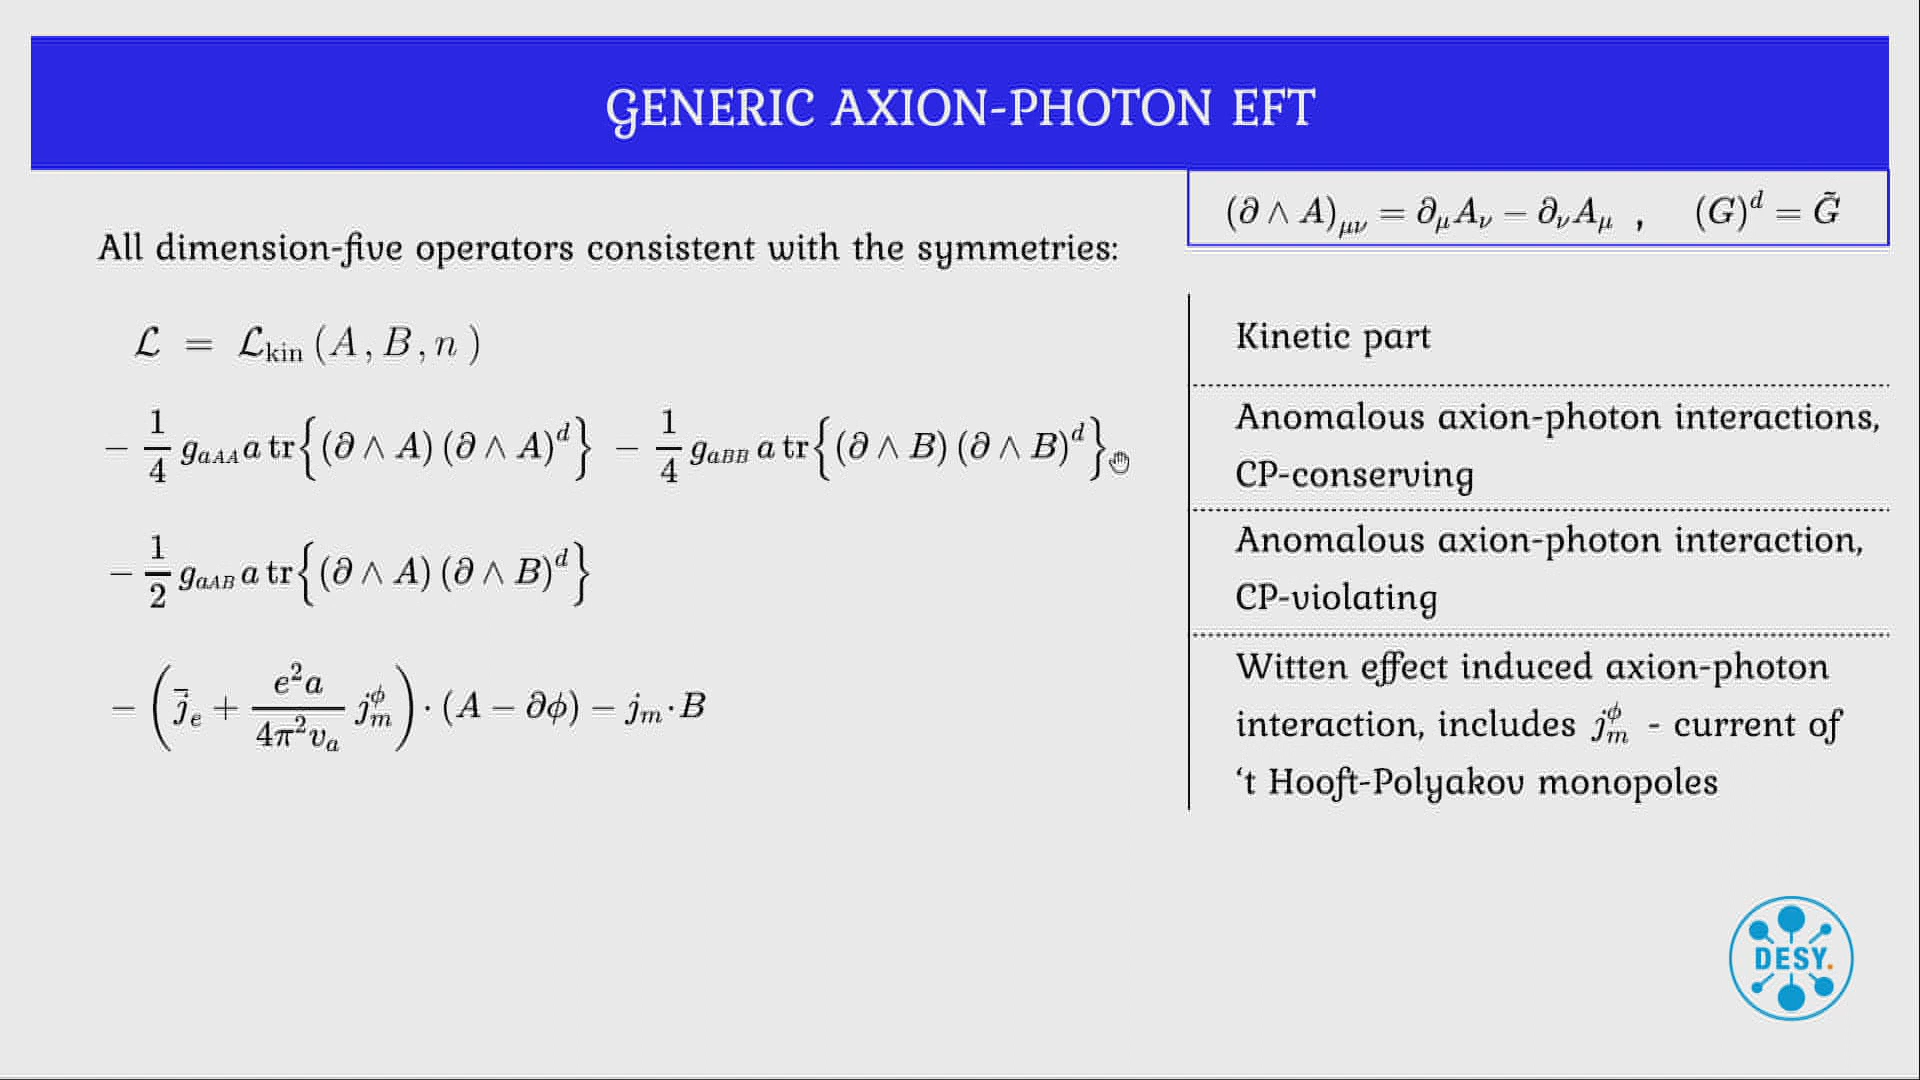 GENERIC AXION-PHOTON EFT
(∂ ∧ A)_{μν} = ∂_μ A_ν − ∂_ν A_μ , (G)^d = G̃
All dimension-five operators consistent with the symmetries:
ℒ = ℒ_kin (A, B, n)
Kinetic part
− 1/4 g_{aAA} a tr{(∂ ∧ A) (∂ ∧ A)^d} − 1/4 g_{aBB} a tr{(∂ ∧ B) (∂ ∧ B)^d}
Anomalous axion-photon interactions,
CP-conserving
− 1/2 g_{aAB} a tr{(∂ ∧ A) (∂ ∧ B)^d}
Anomalous axion-photon interaction,
CP-violating
− (j̄_e + e²a/4π²v_a j_m^ϕ) · (A − ∂ϕ) − j_m · B
Witten effect induced axion-photon
interaction, includes j_m^ϕ - current of
‘t Hooft-Polyakov monopoles
DESY.